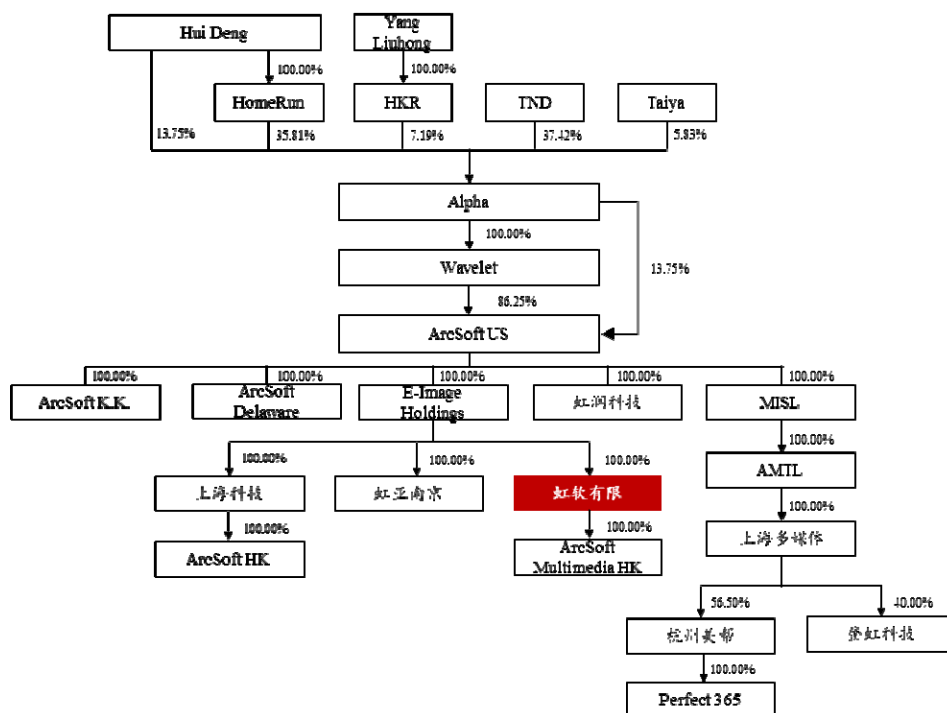 Hui Deng
Yang
Liuhong
100.00%
100.00%
HomeRun
HKR
TND
Taiya
13.75%
35.81%
7.19%
37.42%
5.83%
Alpha
100.00%
Wavelet
13.75%
86.25%
ArcSoft US
100.00%
100.00%
100.00%
100.00%
100.00%
ArcSoft K.K.
ArcSoft
Delaware
E-Image
Holdings
虹润科技
MISL
100.00%
100.00%
100.00%
100.00%
上海科技
虹亚南京
虹软有限
AMTL
100.00%
100.00%
100.00%
ArcSoft HK
ArcSoft
Multimedia HK
上海多媒体
56.50%
40.00%
杭州美帮
登虹科技
100.00%
Perfect 365